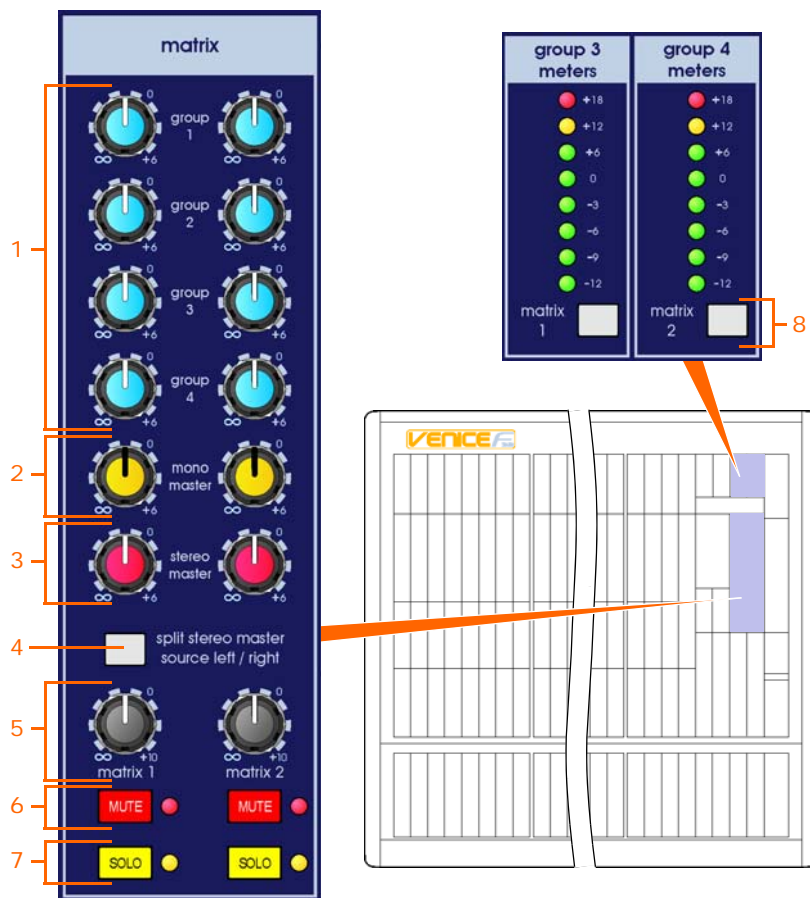 matrix
0 group 1 0
∞ +6 ∞ +6
0 group 2 0
∞ +6 ∞ +6
0 group 3 0
∞ +6 ∞ +6
0 group 4 0
∞ +6 ∞ +6
0 mono master 0
∞ +6 ∞ +6
0 stereo master 0
∞ +6 ∞ +6
split stereo master
source left / right
0 0
∞ +10 ∞ +10
matrix 1 matrix 2
MUTE MUTE
SOLO SOLO
1
2
3
4
5
6
7
group 3
meters
+18
+12
+6
0
-3
-6
-9
-12
matrix
1
group 4
meters
+18
+12
+6
0
-3
-6
-9
-12
matrix
2
8
VENICE F